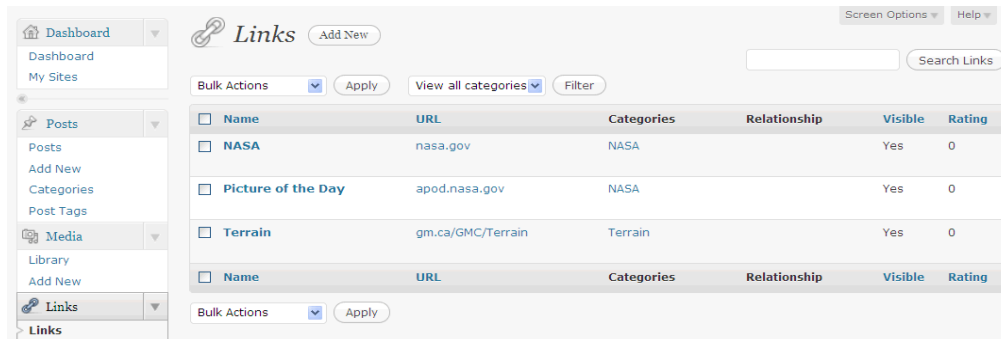 Screen Options Help
Dashboard
Dashboard
My Sites
Posts
Posts
Add New
Categories
Post Tags
Media
Library
Add New
Links
Links
Links Add New
Search Links
Bulk Actions Apply View all categories Filter
Name URL Categories Relationship Visible Rating
NASA nasa.gov NASA Yes 0
Picture of the Day apod.nasa.gov NASA Yes 0
Terrain gm.ca/GMC/Terrain Terrain Yes 0
Name URL Categories Relationship Visible Rating
Bulk Actions Apply